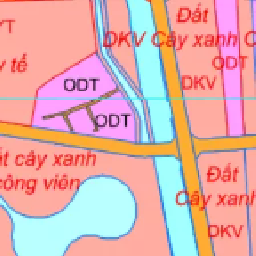 Đất
DKV Cây xanh C
YT
y tế
ODT
ODT
DKV
ODT
ất cây xanh
công viên
Đất
Cây xanh
DKV